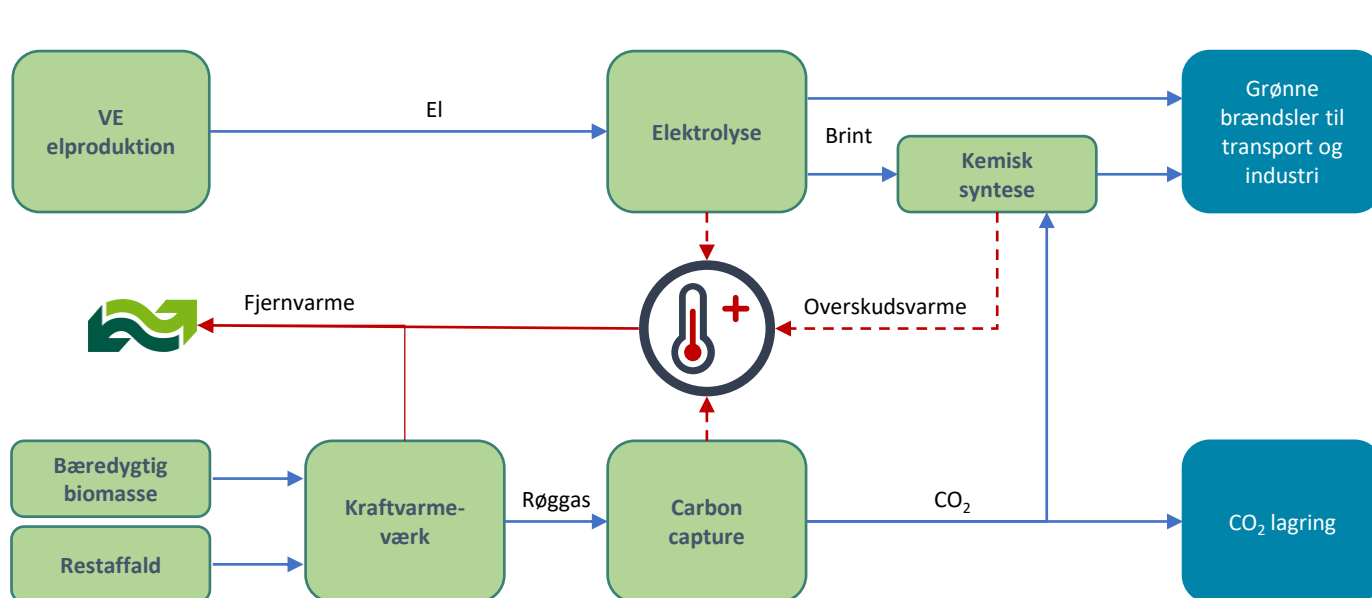 VE
elproduktion
El
Elektrolyse
Brint
Kemisk
syntese
Grønne
brændsler til
transport og
industri
Fjernvarme
Overskudsvarme
Bæredygtig
biomasse
Restaffald
Kraftvarme-
værk
Røggas
Carbon
capture
CO₂
CO₂ lagring